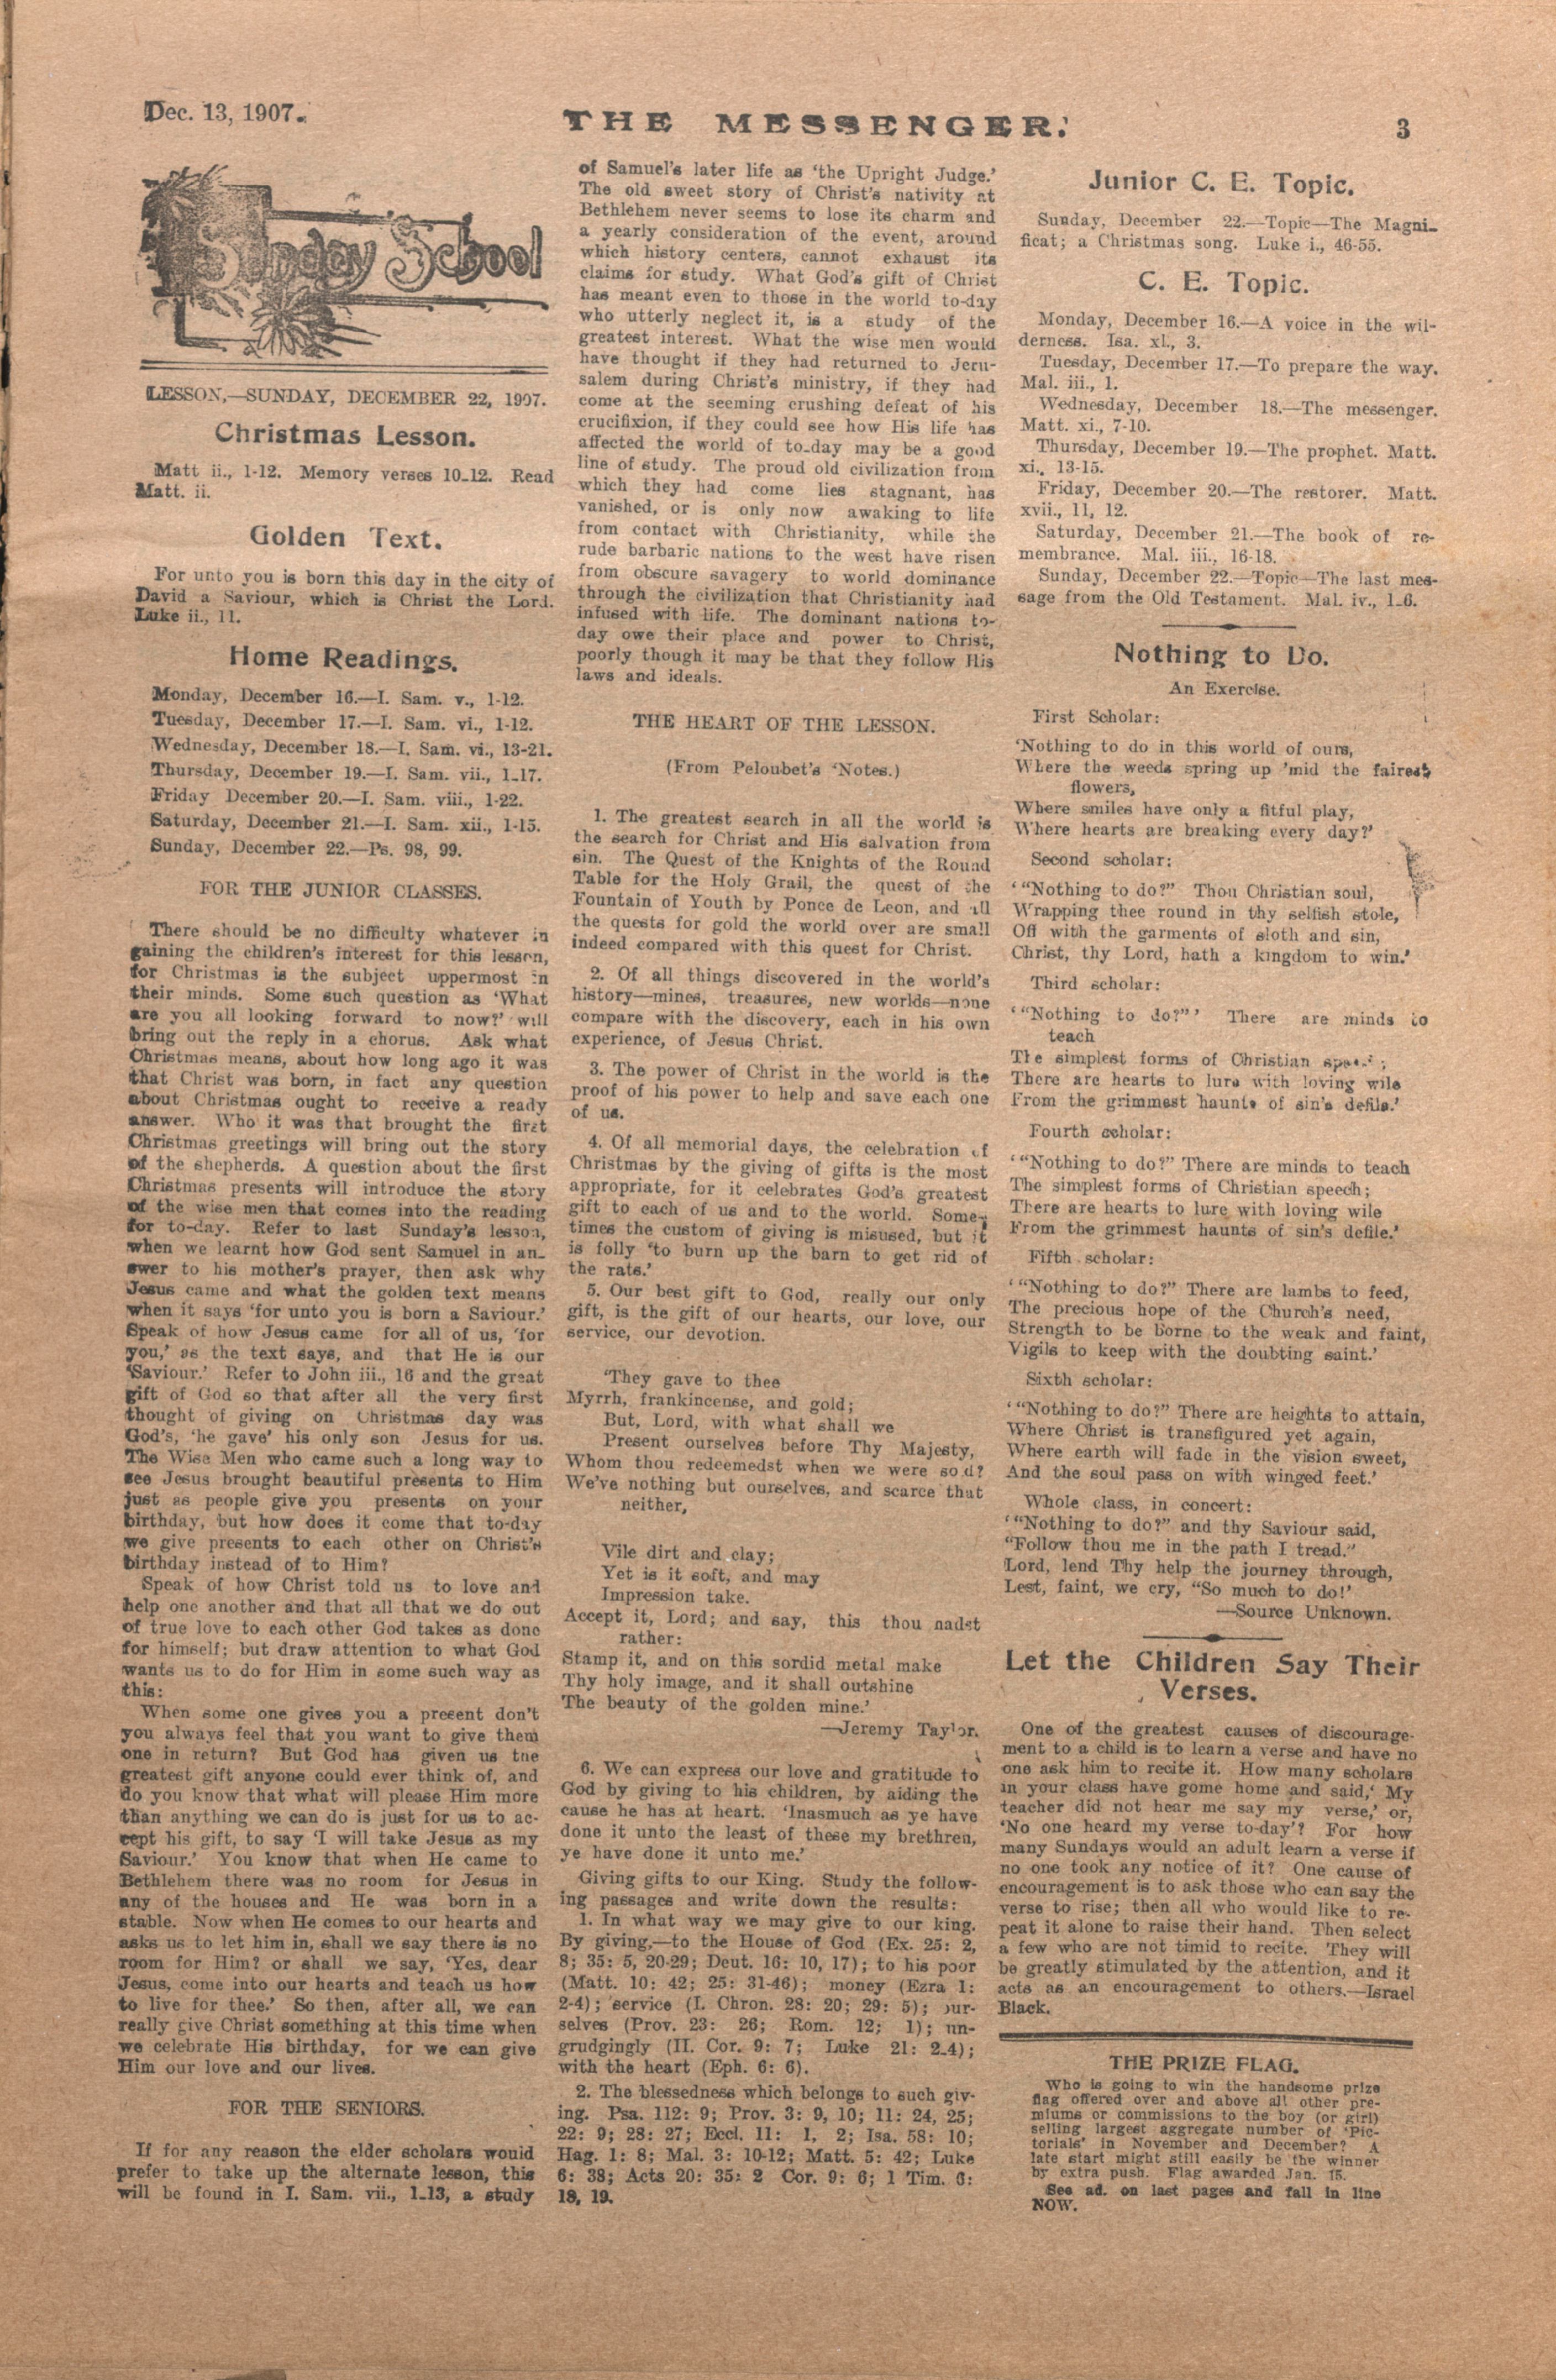 Dec. 13, 1907.
THE MESSENGER.
3
Sunday School
LESSON,—SUNDAY, DECEMBER 22, 1907.
Christmas Lesson.
Matt ii., 1-12. Memory verses 10-12. Read
Matt. ii.
Golden Text.
For unto you is born this day in the city of
David a Saviour, which is Christ the Lord.
Luke ii., 11.
Home Readings.
Monday, December 16.—I. Sam. v., 1-12.
Tuesday, December 17.—I. Sam. vi., 1-12.
Wednesday, December 18.—I. Sam. vi., 13-21.
Thursday, December 19.—I. Sam. vii., 1-17.
Friday December 20.—I. Sam. viii., 1-22.
Saturday, December 21.—I. Sam. xii., 1-15.
Sunday, December 22.—Ps. 98, 99.
FOR THE JUNIOR CLASSES.
There should be no difficulty whatever in
gaining the children's interest for this lesson,
for Christmas is the subject uppermost in
their minds. Some such question as 'What
are you all looking forward to now?' will
bring out the reply in a chorus. Ask what
Christmas means, about how long ago it was
that Christ was born, in fact any question
about Christmas ought to receive a ready
answer. Who it was that brought the first
Christmas greetings will bring out the story
of the shepherds. A question about the first
Christmas presents will introduce the story
of the wise men that comes into the reading
for to-day. Refer to last Sunday's lesson,
when we learnt how God sent Samuel in an-
swer to his mother's prayer, then ask why
Jesus came and what the golden text means
when it says 'for unto you is born a Saviour.'
Speak of how Jesus came for all of us, 'for
you,' as the text says, and that He is our
'Saviour.' Refer to John iii., 16 and the great
gift of God so that after all the very first
thought of giving on Christmas day was
God's, 'he gave' his only son Jesus for us.
The Wise Men who came such a long way to
see Jesus brought beautiful presents to Him
just as people give you presents on your
birthday, but how does it come that to-day
we give presents to each other on Christ's
birthday instead of to Him?
Speak of how Christ told us to love and
help one another and that all that we do out
of true love to each other God takes as done
for himself; but draw attention to what God
wants us to do for Him in some such way as
this:
When some one gives you a present don't
you always feel that you want to give them
one in return? But God has given us the
greatest gift anyone could ever think of, and
do you know that what will please Him more
than anything we can do is just for us to ac-
cept his gift, to say 'I will take Jesus as my
Saviour.' You know that when He came to
Bethlehem there was no room for Jesus in
any of the houses and He was born in a
stable. Now when He comes to our hearts and
asks us to let him in, shall we say there is no
room for Him? or shall we say, 'Yes, dear
Jesus, come into our hearts and teach us how
to live for thee.' So then, after all, we can
really give Christ something at this time when
we celebrate His birthday, for we can give
Him our love and our lives.
FOR THE SENIORS.
If for any reason the elder scholars would
prefer to take up the alternate lesson, this
will be found in I. Sam. vii., 1-13, a study
of Samuel's later life as 'the Upright Judge.'
The old sweet story of Christ's nativity at
Bethlehem never seems to lose its charm and
a yearly consideration of the event, around
which history centers, cannot exhaust its
claims for study. What God's gift of Christ
has meant even to those in the world to-day
who utterly neglect it, is a study of the
greatest interest. What the wise men would
have thought if they had returned to Jeru-
salem during Christ's ministry, if they had
come at the seeming crushing defeat of his
crucifixion, if they could see how His life has
affected the world of to-day may be a good
line of study. The proud old civilization from
which they had come lies stagnant, has
vanished, or is only now awaking to life
from contact with Christianity, while the
rude barbaric nations to the west have risen
from obscure savagery to world dominance
through the civilization that Christianity had
infused with life. The dominant nations to-
day owe their place and power to Christ,
poorly though it may be that they follow His
laws and ideals.
THE HEART OF THE LESSON.
(From Peloubet's 'Notes.)
1. The greatest search in all the world is
the search for Christ and His salvation from
sin. The Quest of the Knights of the Round
Table for the Holy Grail, the quest of the
Fountain of Youth by Ponce de Leon, and all
the quests for gold the world over are small
indeed compared with this quest for Christ.
2. Of all things discovered in the world's
history—mines, treasures, new worlds—none
compare with the discovery, each in his own
experience, of Jesus Christ.
3. The power of Christ in the world is the
proof of his power to help and save each one
of us.
4. Of all memorial days, the celebration of
Christmas by the giving of gifts is the most
appropriate, for it celebrates God's greatest
gift to each of us and to the world. Some-
times the custom of giving is misused, but it
is folly 'to burn up the barn to get rid of
the rats.'
5. Our best gift to God, really our only
gift, is the gift of our hearts, our love, our
service, our devotion.
'They gave to thee
Myrrh, frankincense, and gold;
But, Lord, with what shall we
Present ourselves before Thy Majesty,
Whom thou redeemedst when we were sold?
We've nothing but ourselves, and scarce that
neither,
Vile dirt and clay;
Yet is it soft, and may
Impression take.
Accept it, Lord; and say, this thou hadst
rather:
Stamp it, and on this sordid metal make
Thy holy image, and it shall outshine
The beauty of the golden mine.'
—Jeremy Taylor.
6. We can express our love and gratitude to
God by giving to his children, by aiding the
cause he has at heart. 'Inasmuch as ye have
done it unto the least of these my brethren,
ye have done it unto me.'
Giving gifts to our King. Study the follow-
ing passages and write down the results:
1. In what way we may give to our king.
By giving,—to the House of God (Ex. 25: 2,
8; 35: 5, 20-29; Deut. 16: 10, 17); to his poor
(Matt. 10: 42; 25: 31-46); money (Ezra 1:
2-4); service (I. Chron. 28: 20; 29: 5); our-
selves (Prov. 23: 26; Rom. 12; 1); un-
grudgingly (II. Cor. 9: 7; Luke 21: 2-4);
with the heart (Eph. 6: 6).
2. The blessedness which belongs to such giv-
ing. Psa. 112: 9; Prov. 3: 9, 10; 11: 24, 25;
22: 9; 28: 27; Eccl. 11: 1, 2; Isa. 58: 10;
Hag. 1: 8; Mal. 3: 10-12; Matt. 5: 42; Luke
6: 38; Acts 20: 35: 2 Cor. 9: 6; 1 Tim. 6:
18, 19.
Junior C. E. Topic.
Sunday, December 22.—Topic—The Magni-
ficat; a Christmas song. Luke i., 46-55.
C. E. Topic.
Monday, December 16.—A voice in the wil-
derness. Isa. xl., 3.
Tuesday, December 17.—To prepare the way.
Mal. iii., 1.
Wednesday, December 18.—The messenger.
Matt. xi., 7-10.
Thursday, December 19.—The prophet. Matt.
xi., 13-15.
Friday, December 20.—The restorer. Matt.
xvii., 11, 12.
Saturday, December 21.—The book of re-
membrance. Mal. iii., 16-18.
Sunday, December 22.—Topic—The last mes-
sage from the Old Testament. Mal. iv., 1-6.
Nothing to Do.
An Exercise.
First Scholar:
'Nothing to do in this world of ours,
Where the weeds spring up 'mid the fairest
flowers,
Where smiles have only a fitful play,
Where hearts are breaking every day?'
Second scholar:
'"Nothing to do?" Thou Christian soul,
Wrapping thee round in thy selfish stole,
Off with the garments of sloth and sin,
Christ, thy Lord, hath a kingdom to win.'
Third scholar:
'"Nothing to do?"' There are minds to
teach
The simplest forms of Christian
There are hearts to lure with loving wile
From the grimmest haunts of sin's defile.'
Fourth scholar:
'"Nothing to do?" There are minds to teach
The simplest forms of Christian speech;
There are hearts to lure with loving wile
From the grimmest haunts of sin's defile.'
Fifth scholar:
'"Nothing to do?" There are lambs to feed,
The precious hope of the Church's need,
Strength to be borne to the weak and faint,
Vigils to keep with the doubting saint.'
Sixth scholar:
'"Nothing to do?" There are heights to attain,
Where Christ is transfigured yet again,
Where earth will fade in the vision sweet,
And the soul pass on with winged feet.'
Whole class, in concert:
'"Nothing to do?" and thy Saviour said,
"Follow thou me in the path I tread."
Lord, lend Thy help the journey through,
Lest, faint, we cry, "So much to do!'
—Source Unknown.
Let the Children Say Their
Verses.
One of the greatest causes of discourage-
ment to a child is to learn a verse and have no
one ask him to recite it. How many scholars
in your class have gome home and said,' My
teacher did not hear me say my verse,' or,
'No one heard my verse to-day'? For how
many Sundays would an adult learn a verse if
no one took any notice of it? One cause of
encouragement is to ask those who can say the
verse to rise; then all who would like to re-
peat it alone to raise their hand. Then select
a few who are not timid to recite. They will
be greatly stimulated by the attention, and it
acts as an encouragement to others.—Israel
Black.
THE PRIZE FLAG.
Who is going to win the handsome prize
flag offered over and above all other pre-
miums or commissions to the boy (or girl)
selling largest aggregate number of 'Pic-
torials' in November and December? A
late start might still easily be the winner
by extra push. Flag awarded Jan. 15.
See ad. on last pages and fall in line
NOW.